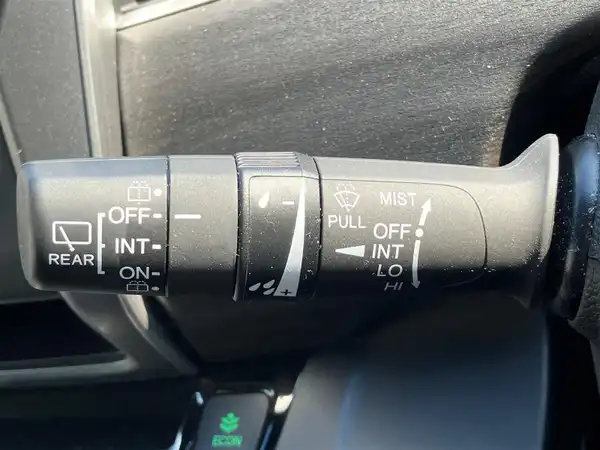 OFF
INT
ON
REAR
- 
+
PULL
MIST
OFF
INT
LO
HI
ECON